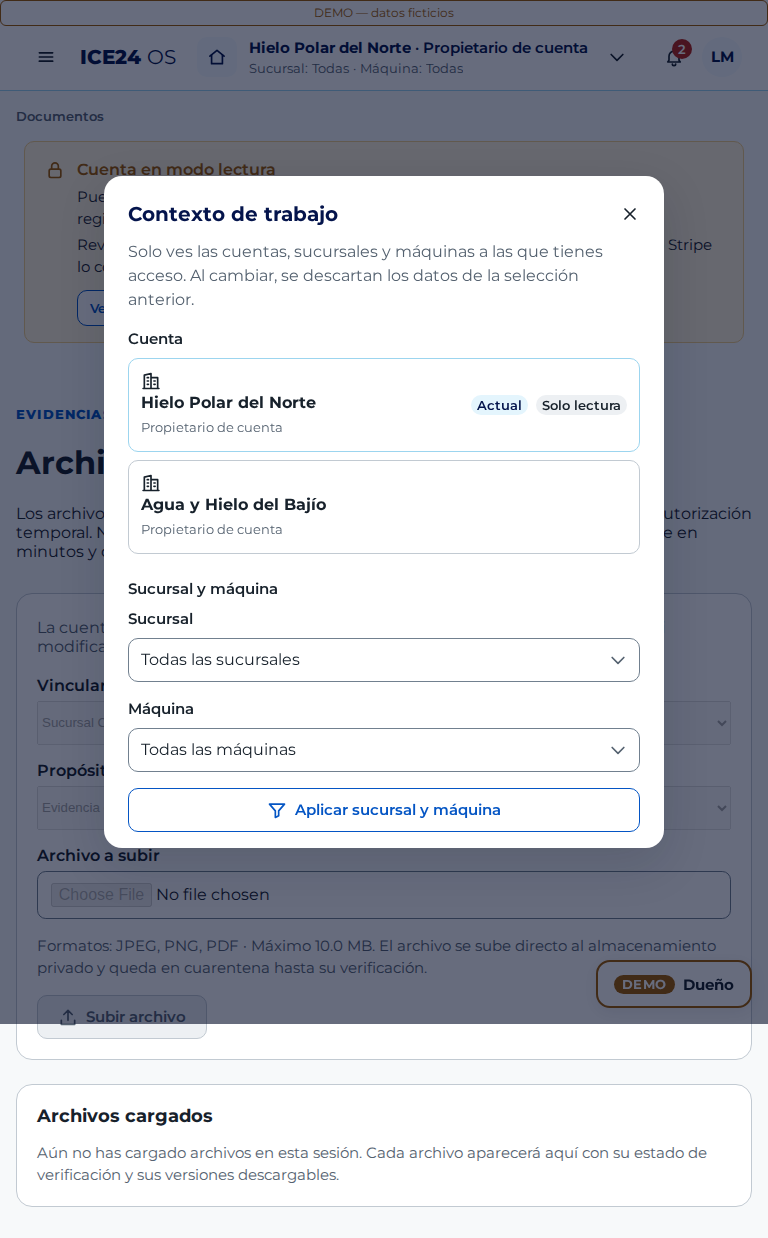 DEMO — datos ficticios
ICE24 OS
Hielo Polar del Norte · Propietario de cuenta
Sucursal: Todas · Máquina: Todas
2
LM
Documentos
Cuenta en modo lectura
Stripe
Contexto de trabajo
Solo ves las cuentas, sucursales y máquinas a las que tienes
acceso. Al cambiar, se descartan los datos de la selección
anterior.
Cuenta
Hielo Polar del Norte
Propietario de cuenta
Actual
Solo lectura
Agua y Hielo del Bajío
Propietario de cuenta
Sucursal y máquina
Sucursal
Todas las sucursales
Máquina
Todas las máquinas
Aplicar sucursal y máquina
Los archivo
temporal.
e en
minutos y
La cuent
modifica
Vincular
Sucursal
Propósit
Evidencia
Archivo a subir
Choose File No file chosen
Formatos: JPEG, PNG, PDF · Máximo 10.0 MB. El archivo se sube directo al almacenamiento
privado y queda en cuarentena hasta su verificación.
DEMO Dueño
Subir archivo
Archivos cargados
Aún no has cargado archivos en esta sesión. Cada archivo aparecerá aquí con su estado de
verificación y sus versiones descargables.